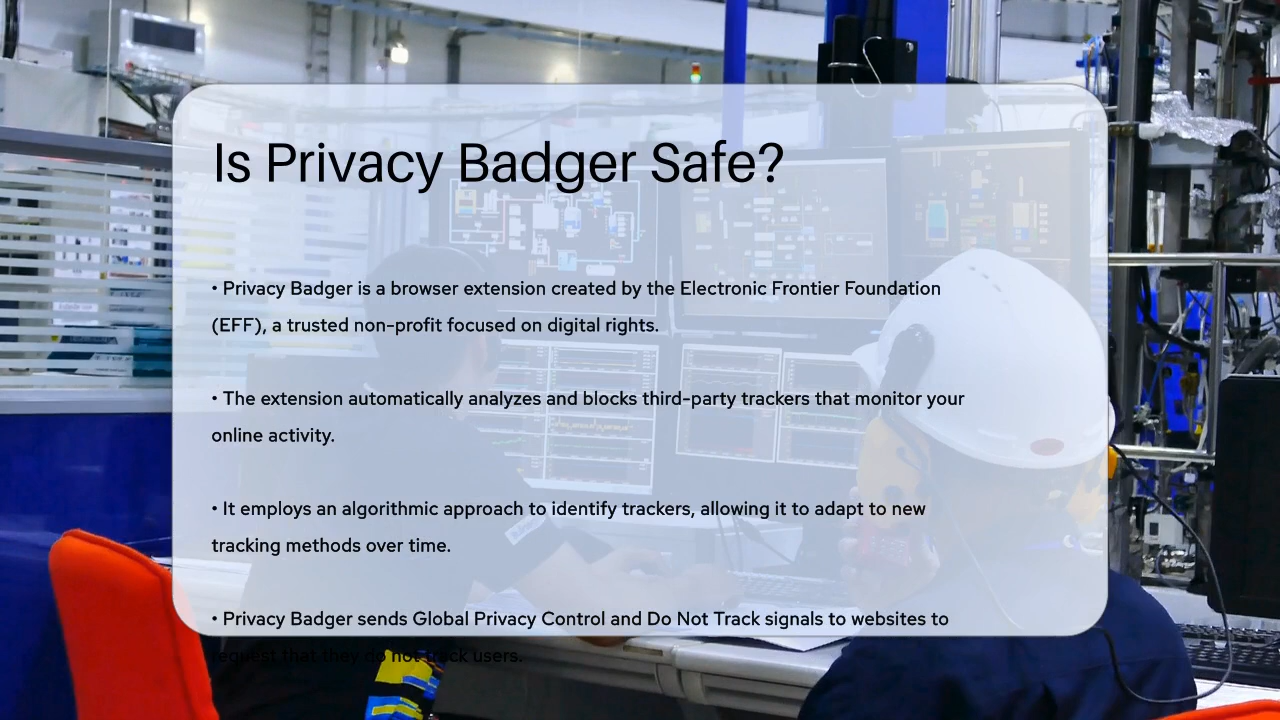 Is Privacy Badger Safe?
• Privacy Badger is a browser extension created by the Electronic Frontier Foundation
(EFF), a trusted non-profit focused on digital rights.
• The extension automatically analyzes and blocks third-party trackers that monitor your
online activity.
• It employs an algorithmic approach to identify trackers, allowing it to adapt to new
tracking methods over time.
• Privacy Badger sends Global Privacy Control and Do Not Track signals to websites to
request that they do not track users.